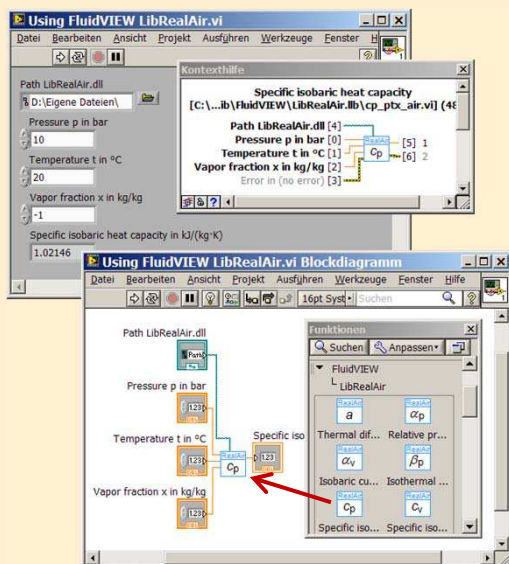 Using FluidVIEW LibRealAir.vi
Datei Bearbeiten Ansicht Projekt Ausführen Werkzeuge Fenster H
Path LibRealAir.dll
D:\Eigene Dateien\
Pressure p in bar
10
Temperature t in °C
20
Vapor fraction x in kg/kg
-1
Specific isobaric heat capacity in kJ/(kg·K)
1.02146
Kontexthilfe
Specific isobaric heat capacity
[C:\...ib\FluidVIEW\LibRealAir.llb\cp_ptx_air.vi] (48
Path LibRealAir.dll [4]
Pressure p in bar [0]
Temperature t in °C [1]
Vapor fraction x in kg/kg [2]
Error in (no error) [3]
RealAir
cp
[5] 1
[6] 2
Using FluidVIEW LibRealAir.vi Blockdiagramm
Datei Bearbeiten Ansicht Projekt Ausführen Werkzeuge Fenster Hilfe
16pt Syst Suchen
Path LibRealAir.dll
Path
Pressure p in bar
1.23
Temperature t in °C
1.23
Vapor fraction x in kg/kg
1.23
RealAir
cp
Specific iso
1.23
Funktionen
Suchen Anpassen
FluidVIEW
LibRealAir
RealAir RealAir
a αp
Thermal dif... Relative pr...
RealAir RealAir
αv βp
Isobaric cu... Isothermal ...
RealAir RealAir
cp cv
Specific iso... Specific iso...